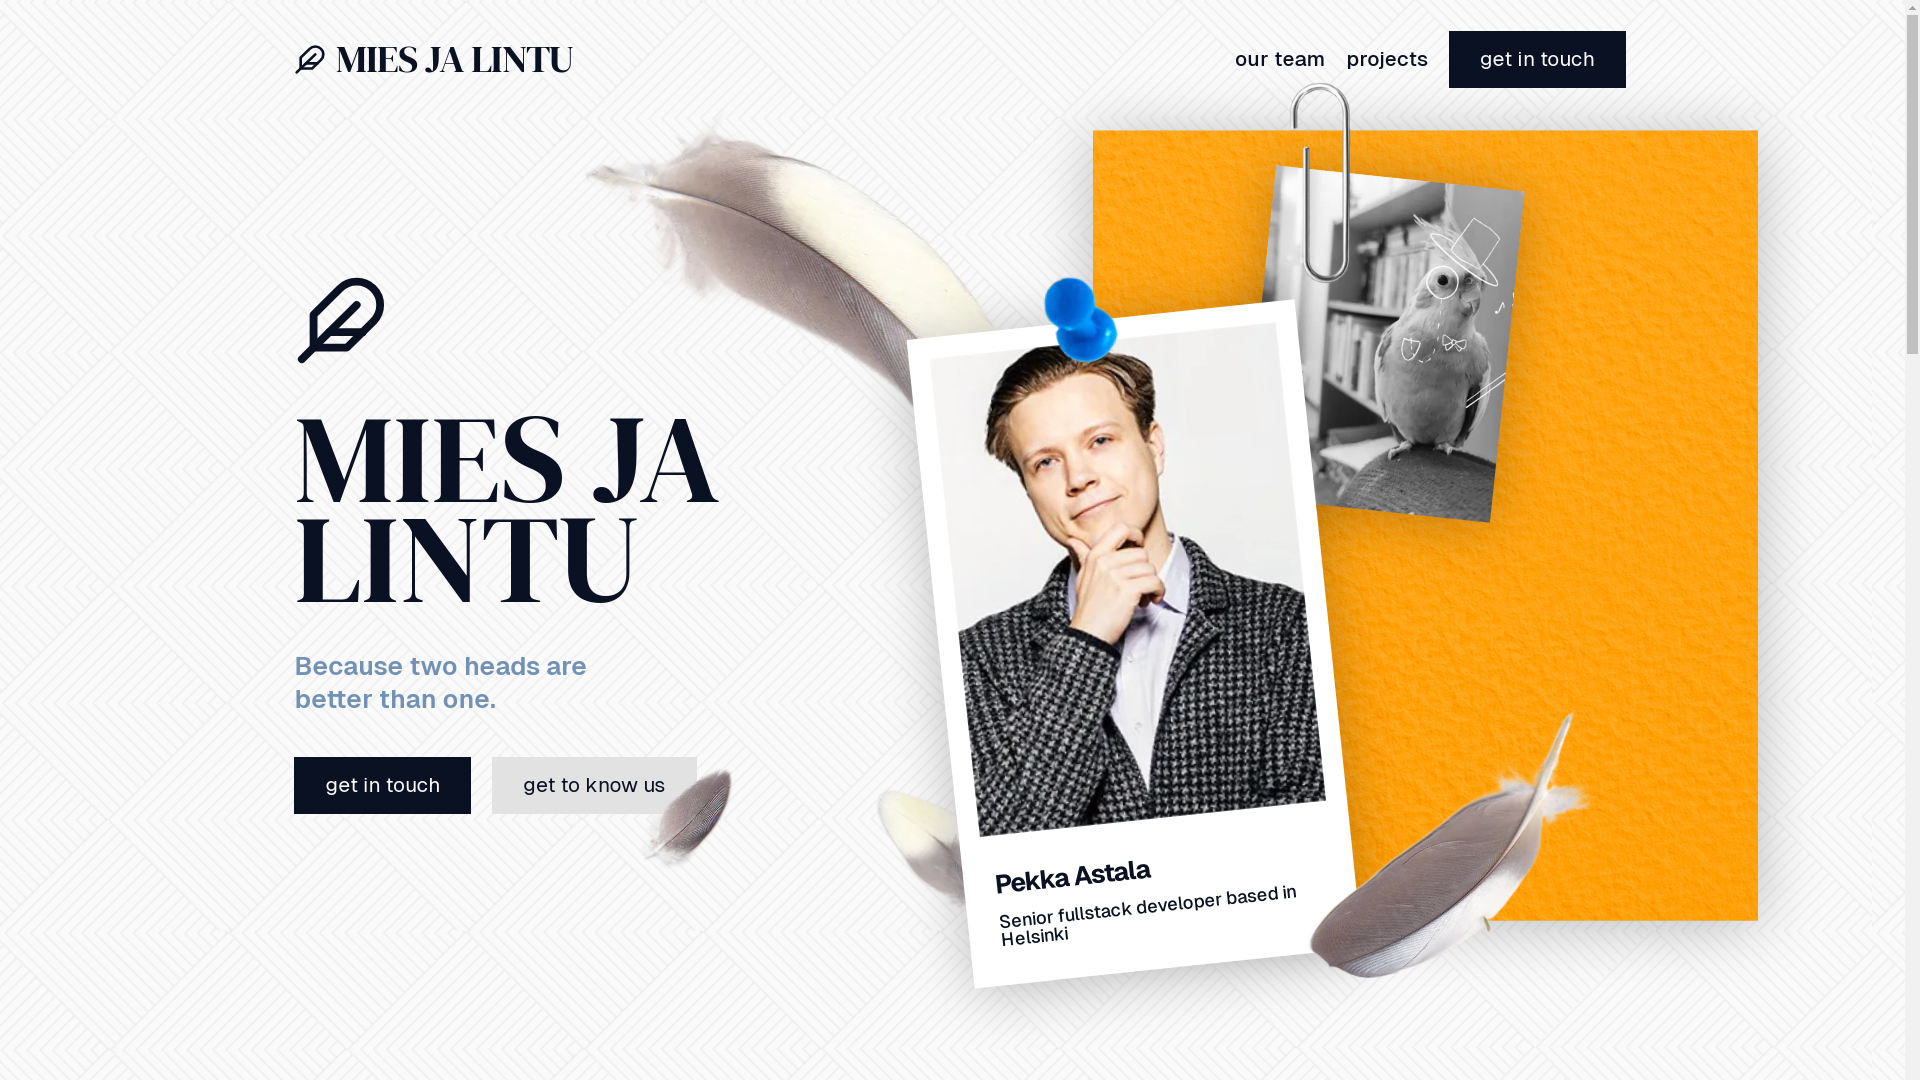 MIES JA LINTU
our team
projects
get in touch
MIES JA
LINTU
Because two heads are
better than one.
get in touch
get to know us
Pekka Astala
Senior fullstack developer based in
Helsinki